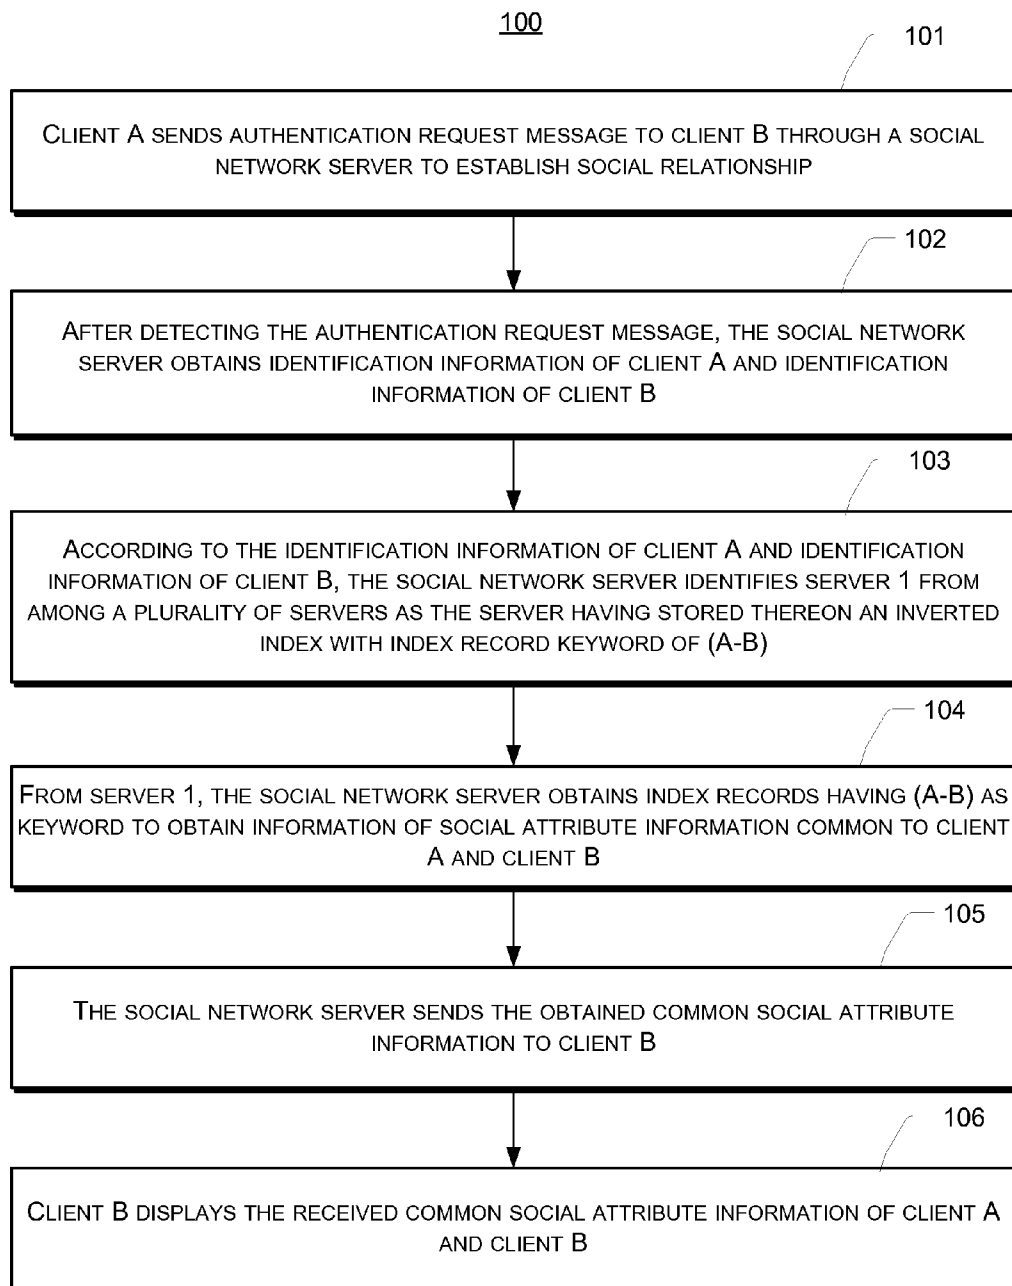 100
101
CLIENT A SENDS AUTHENTICATION REQUEST MESSAGE TO CLIENT B THROUGH A SOCIAL
NETWORK SERVER TO ESTABLISH SOCIAL RELATIONSHIP
102
AFTER DETECTING THE AUTHENTICATION REQUEST MESSAGE, THE SOCIAL NETWORK
SERVER OBTAINS IDENTIFICATION INFORMATION OF CLIENT A AND IDENTIFICATION
INFORMATION OF CLIENT B
103
ACCORDING TO THE IDENTIFICATION INFORMATION OF CLIENT A AND IDENTIFICATION
INFORMATION OF CLIENT B, THE SOCIAL NETWORK SERVER IDENTIFIES SERVER 1 FROM
AMONG A PLURALITY OF SERVERS AS THE SERVER HAVING STORED THEREON AN INVERTED
INDEX WITH INDEX RECORD KEYWORD OF (A-B)
104
FROM SERVER 1, THE SOCIAL NETWORK SERVER OBTAINS INDEX RECORDS HAVING (A-B) AS
KEYWORD TO OBTAIN INFORMATION OF SOCIAL ATTRIBUTE INFORMATION COMMON TO CLIENT
A AND CLIENT B
105
THE SOCIAL NETWORK SERVER SENDS THE OBTAINED COMMON SOCIAL ATTRIBUTE
INFORMATION TO CLIENT B
106
CLIENT B DISPLAYS THE RECEIVED COMMON SOCIAL ATTRIBUTE INFORMATION OF CLIENT A
AND CLIENT B